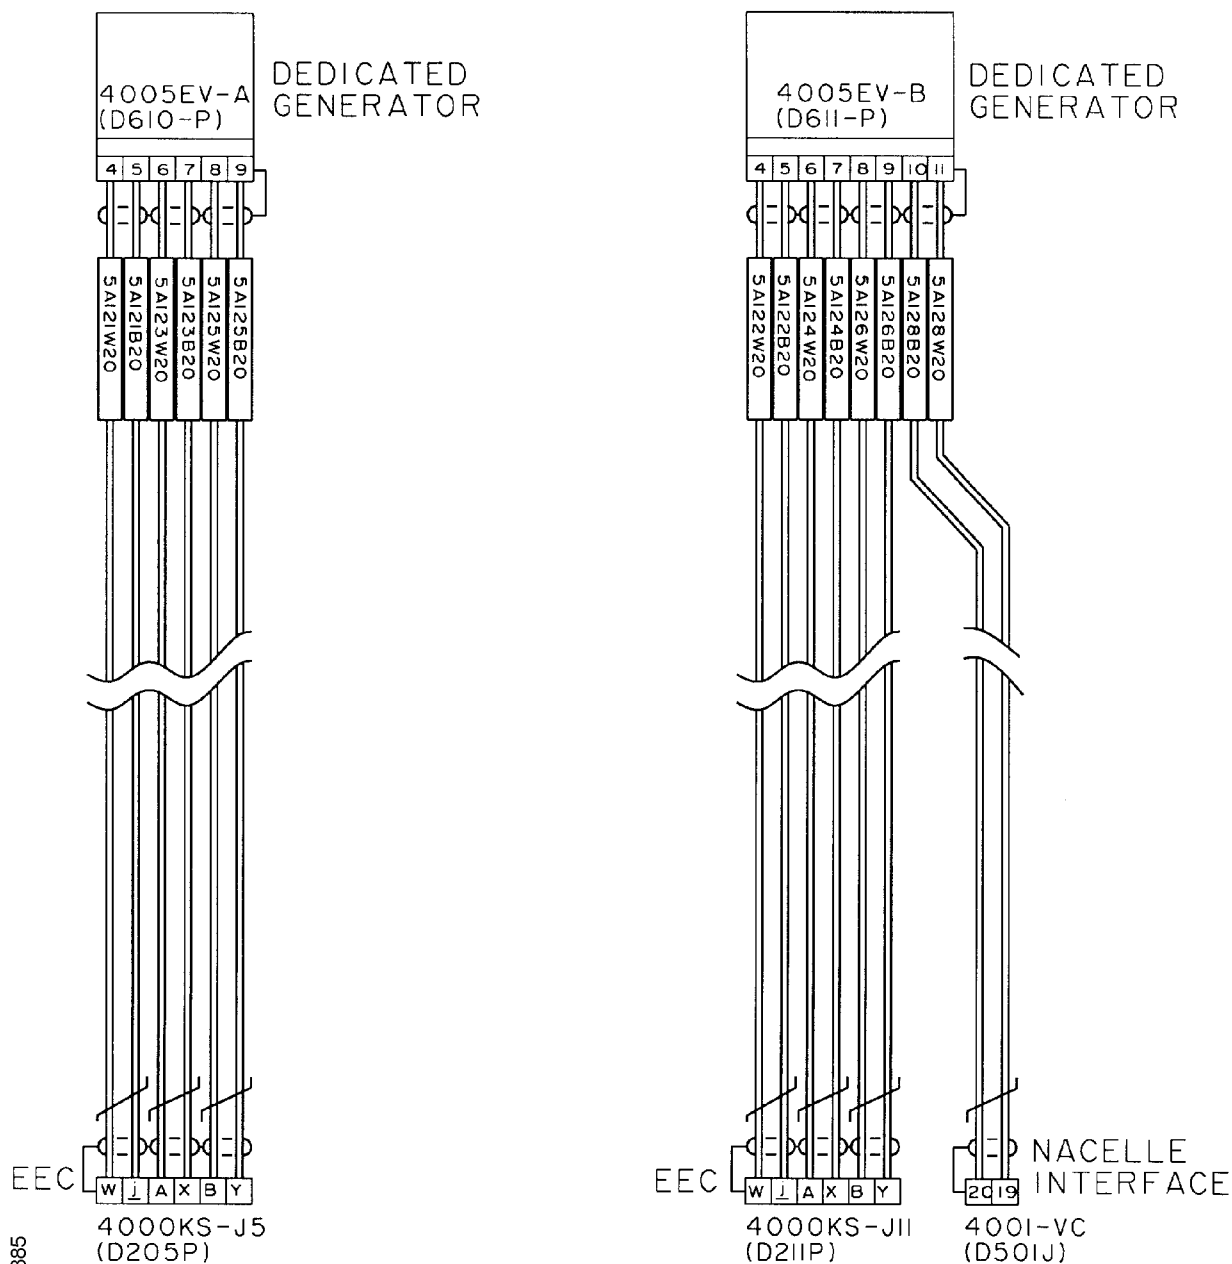 DEDICATED
GENERATOR
4005EV-A
(D610-P)
4 5 6 7 8 9
5A121W20
5A121B20
5A123W20
5A123B20
5A125W20
5A125B20
EEC
W j A X B Y
4000KS-J5
(D205P)
DEDICATED
GENERATOR
4005EV-B
(D611-P)
4 5 6 7 8 9 10 11
5A122W20
5A122B20
5A124W20
5A124B20
5A126W20
5A126B20
5A128B20
5A128W20
EEC
W j A X B Y
4000KS-J11
(D211P)
NACELLE
INTERFACE
20 19
4001-VC
(D501J)